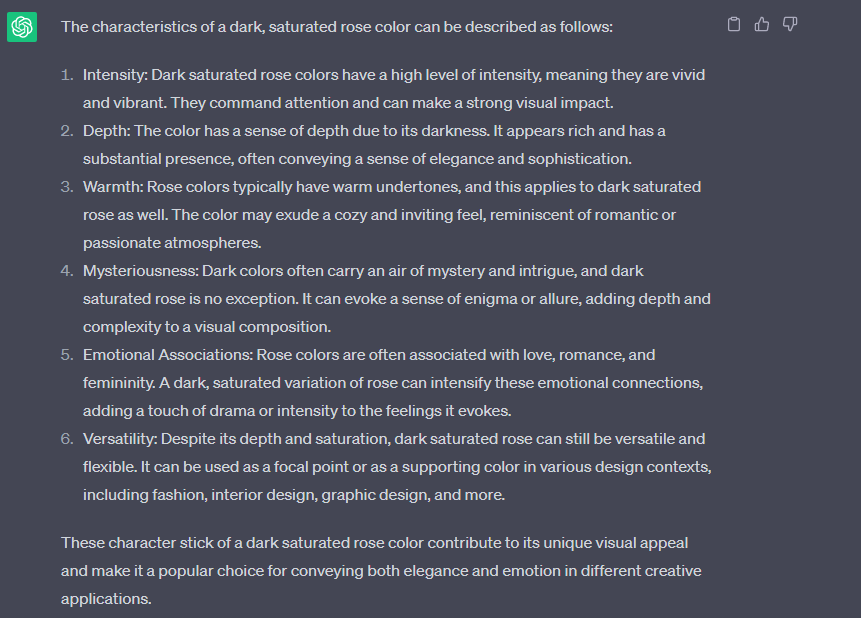 The characteristics of a dark, saturated rose color can be described as follows:
1. Intensity: Dark saturated rose colors have a high level of intensity, meaning they are vivid
and vibrant. They command attention and can make a strong visual impact.
2. Depth: The color has a sense of depth due to its darkness. It appears rich and has a
substantial presence, often conveying a sense of elegance and sophistication.
3. Warmth: Rose colors typically have warm undertones, and this applies to dark saturated
rose as well. The color may exude a cozy and inviting feel, reminiscent of romantic or
passionate atmospheres.
4. Mysteriousness: Dark colors often carry an air of mystery and intrigue, and dark
saturated rose is no exception. It can evoke a sense of enigma or allure, adding depth and
complexity to a visual composition.
5. Emotional Associations: Rose colors are often associated with love, romance, and
femininity. A dark, saturated variation of rose can intensify these emotional connections,
adding a touch of drama or intensity to the feelings it evokes.
6. Versatility: Despite its depth and saturation, dark saturated rose can still be versatile and
flexible. It can be used as a focal point or as a supporting color in various design contexts,
including fashion, interior design, graphic design, and more.
These character stick of a dark saturated rose color contribute to its unique visual appeal
and make it a popular choice for conveying both elegance and emotion in different creative
applications.